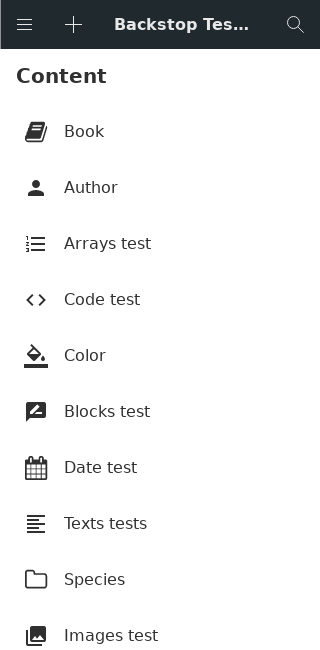 Backstop Tes...
Content
Book
Author
Arrays test
Code test
Color
Blocks test
Date test
Texts tests
Species
Images test